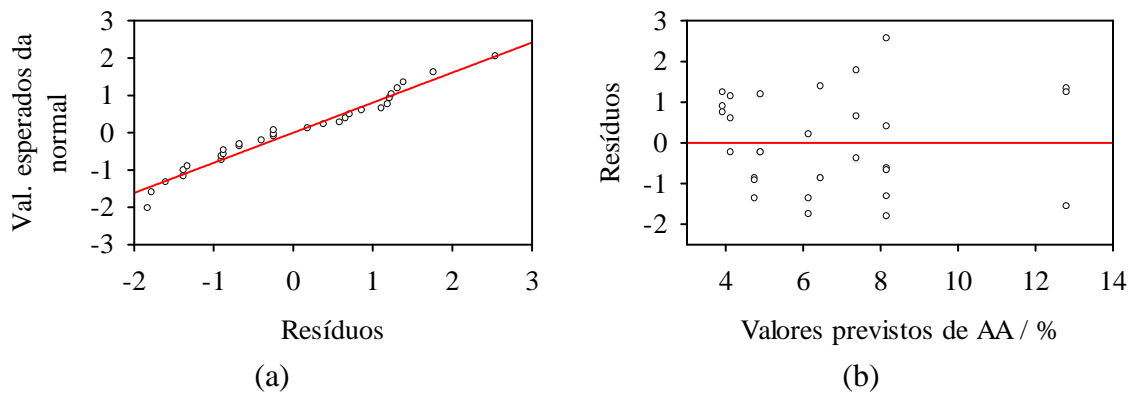 Val. esperados da
normal
3
2
1
0
-1
-2
-3
-2 -1 0 1 2 3
Resíduos
(a)
Resíduos
3
2
1
0
-1
-2
4 6 8 10 12 14
Valores previstos de AA / %
(b)